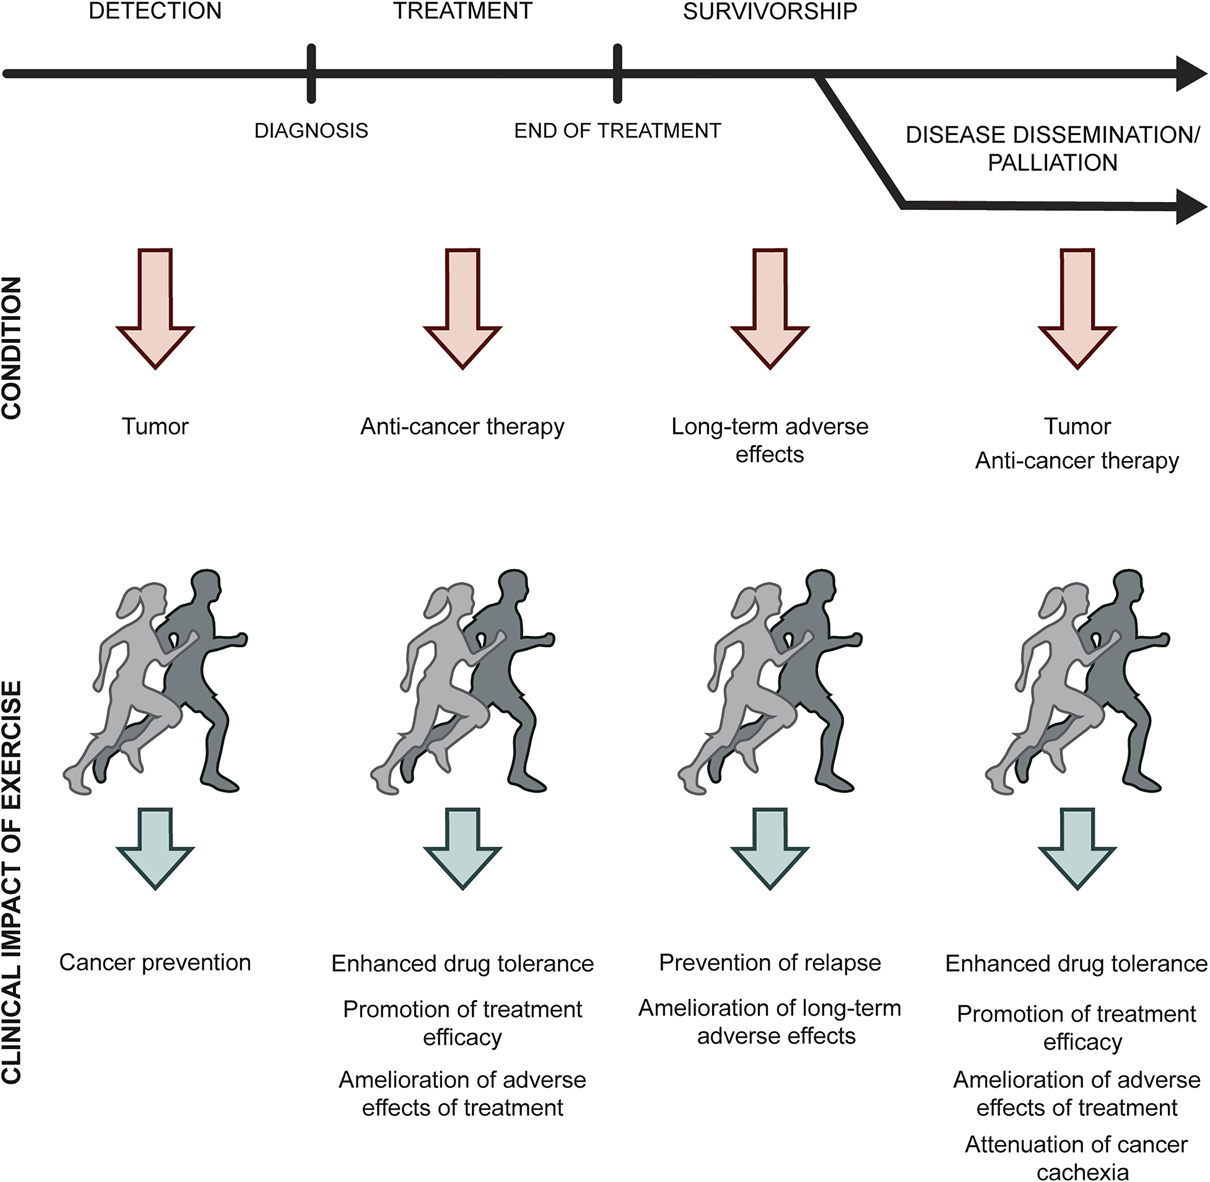 DETECTION
TREATMENT
SURVIVORSHIP
DIAGNOSIS
END OF TREATMENT
DISEASE DISSEMINATION/
PALLIATION
CONDITION
Tumor
Anti-cancer therapy
Long-term adverse
effects
Tumor
Anti-cancer therapy
CLINICAL IMPACT OF EXERCISE
Cancer prevention
Enhanced drug tolerance
Promotion of treatment
efficacy
Amelioration of adverse
effects of treatment
Prevention of relapse
Amelioration of long-term
adverse effects
Enhanced drug tolerance
Promotion of treatment
efficacy
Amelioration of adverse
effects of treatment
Attenuation of cancer
cachexia